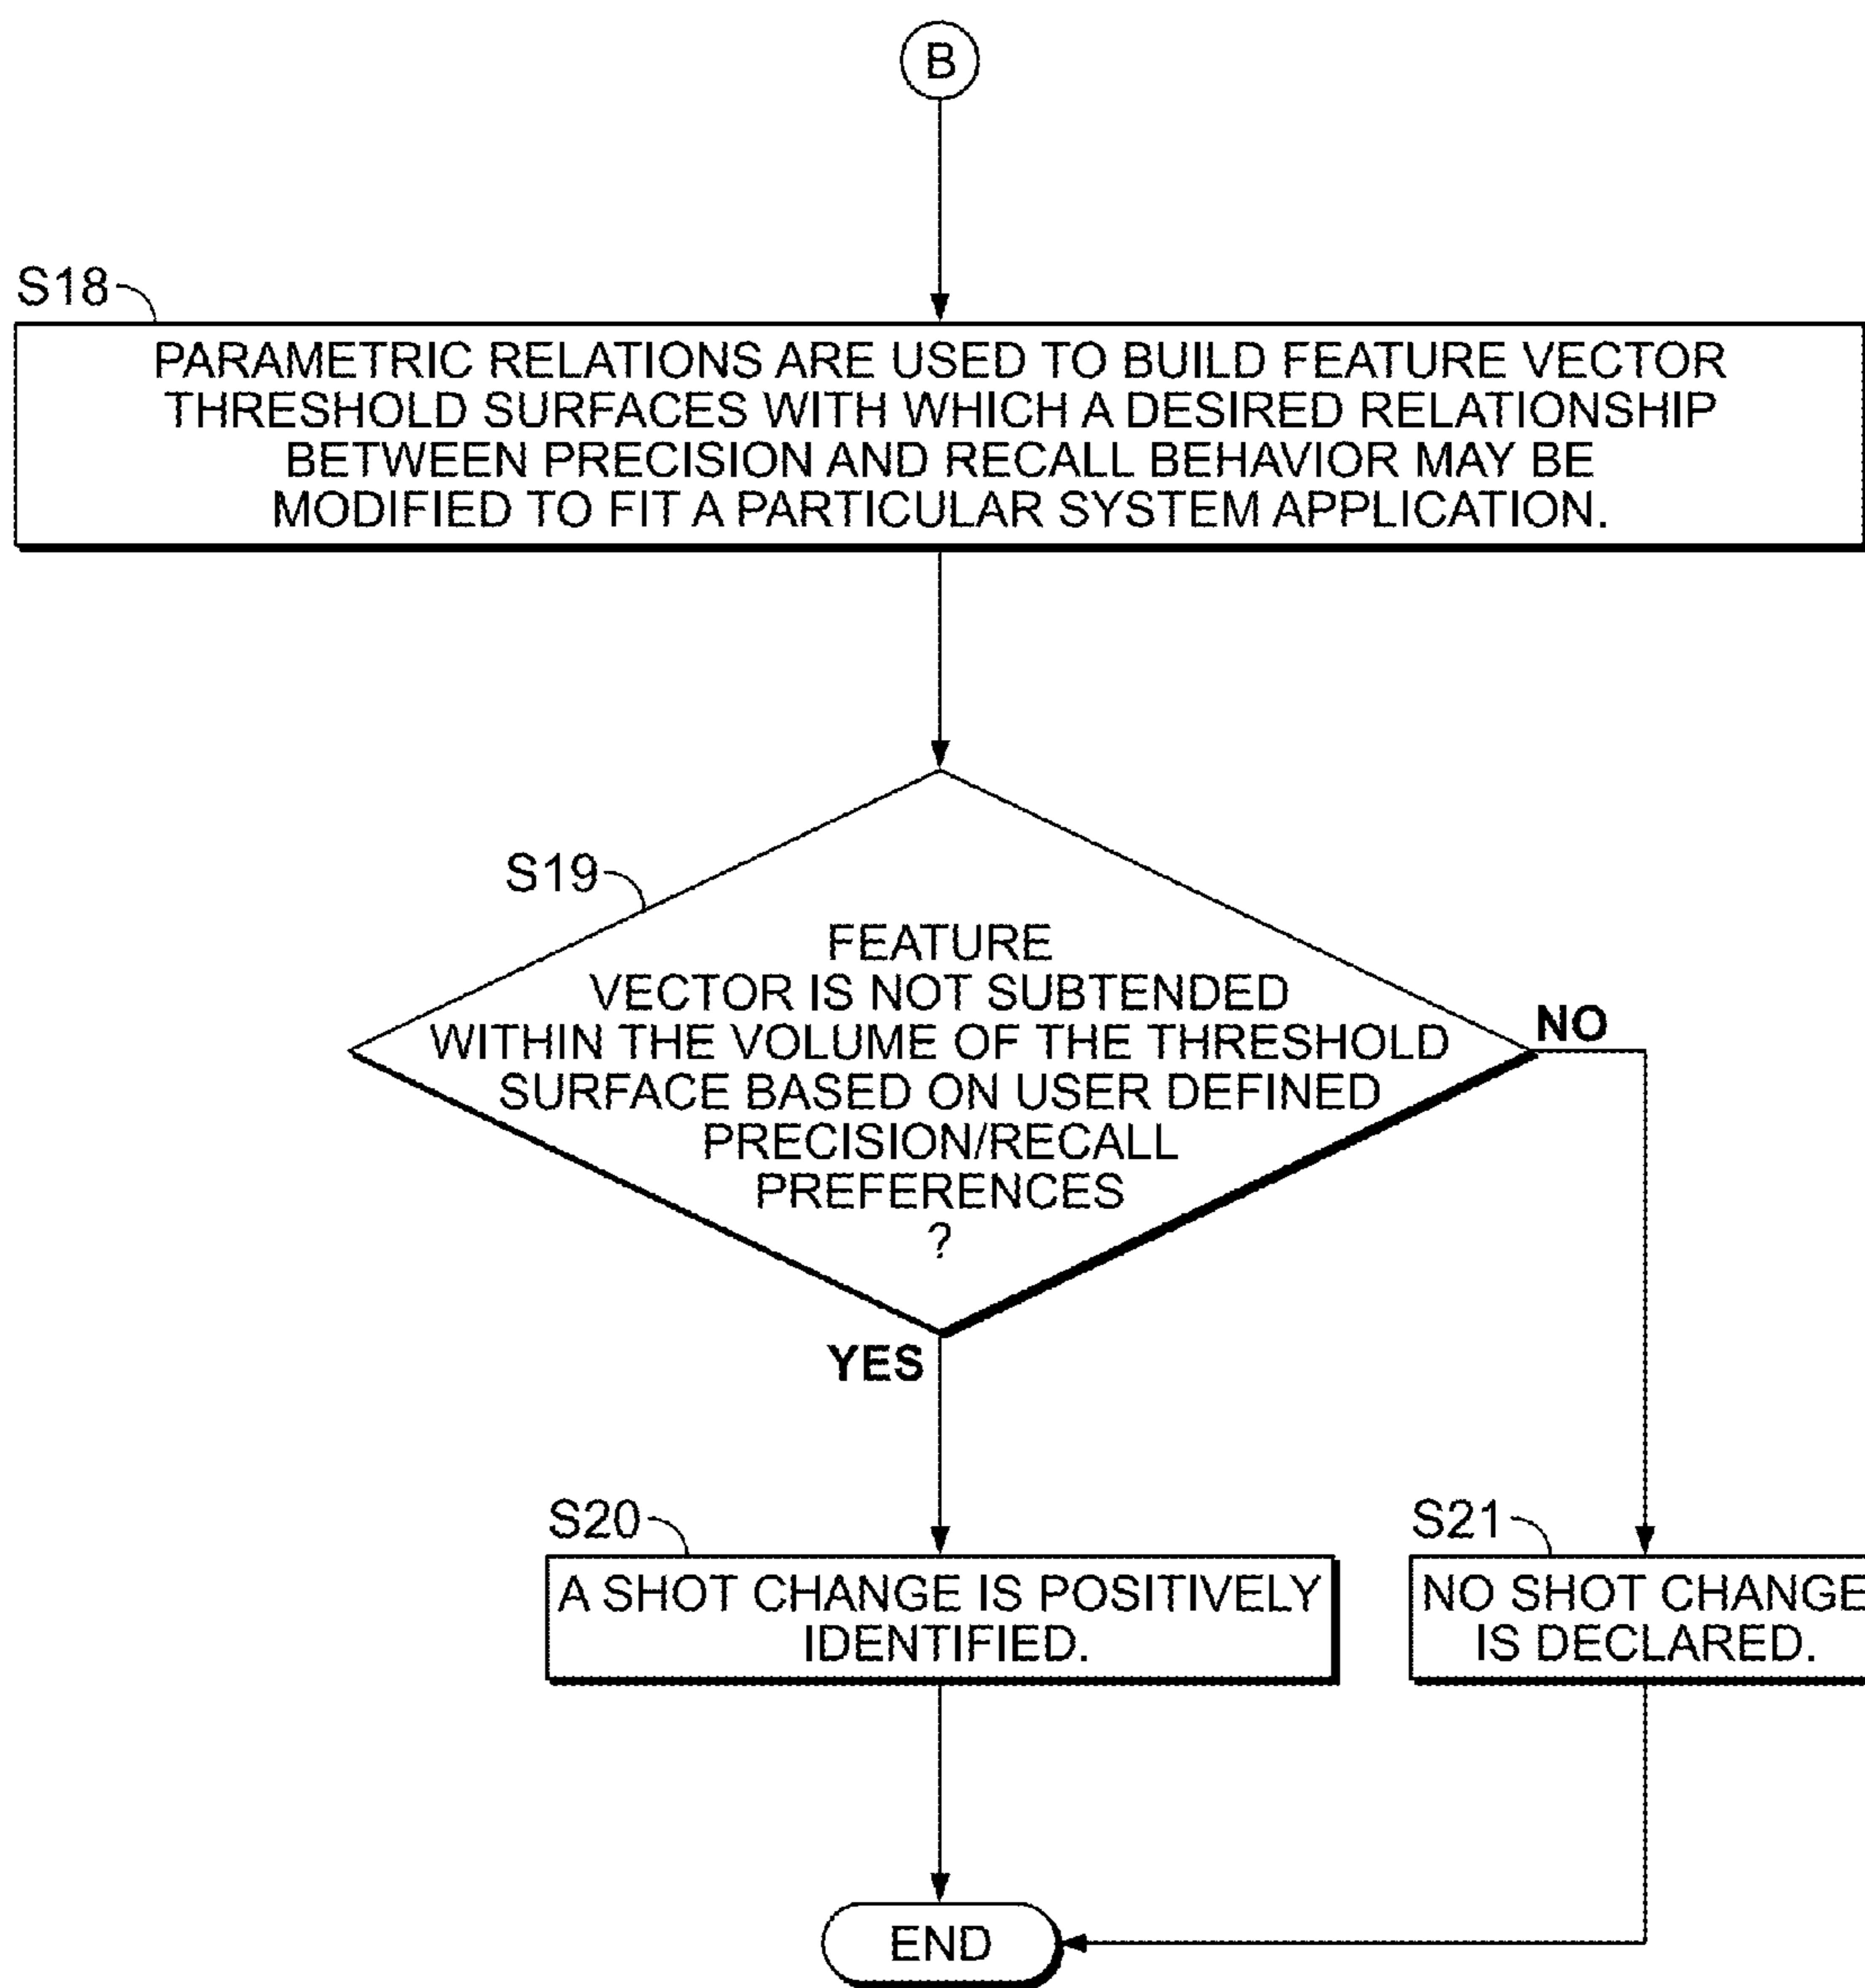 B
S18
PARAMETRIC RELATIONS ARE USED TO BUILD FEATURE VECTOR
THRESHOLD SURFACES WITH WHICH A DESIRED RELATIONSHIP
BETWEEN PRECISION AND RECALL BEHAVIOR MAY BE
MODIFIED TO FIT A PARTICULAR SYSTEM APPLICATION.
S19
FEATURE
VECTOR IS NOT SUBTENDED
WITHIN THE VOLUME OF THE THRESHOLD
SURFACE BASED ON USER DEFINED
PRECISION/RECALL
PREFERENCES
?
NO
YES
S20
A SHOT CHANGE IS POSITIVELY
IDENTIFIED.
S21
NO SHOT CHANGE
IS DECLARED.
END